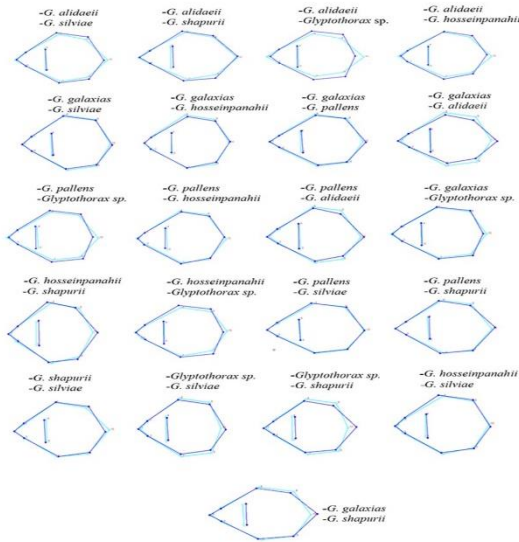 -G. alidaeii
-G. silviae
-G. alidaeii
-G. shapurii
-G. alidaeii
-Glyptothorax sp.
-G. alidaeii
-G. hosseinpanahii
-G. galaxias
-G. silviae
-G. galaxias
-G. hosseinpanahii
-G. galaxias
-G. pallens
-G. galaxias
-G. alidaeii
-G. pallens
-Glyptothorax sp.
-G. pallens
-G. hosseinpanahii
-G. pallens
-G. alidaeii
-G. galaxias
-Glyptothorax sp.
-G. hosseinpanahii
-G. shapurii
-G. hosseinpanahii
-Glyptothorax sp.
-G. pallens
-G. silviae
-G. pallens
-G. shapurii
-G. shapurii
-G. silviae
-Glyptothorax sp.
-G. silviae
-Glyptothorax sp.
-G. shapurii
-G. hosseinpanahii
-G. silviae
-G. galaxias
-G. shapurii